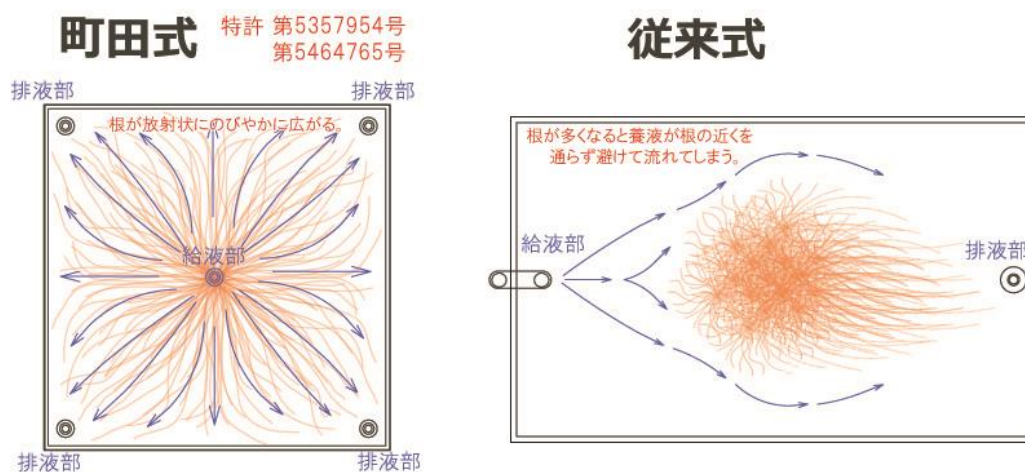 町田式
特許 第5357954号
第5464765号
排液部
排液部
根が放射状にのびやかに広がる。
給液部
排液部
排液部
従来式
根が多くなると養液が根の近くを
通らず避けて流れてしまう。
給液部
排液部